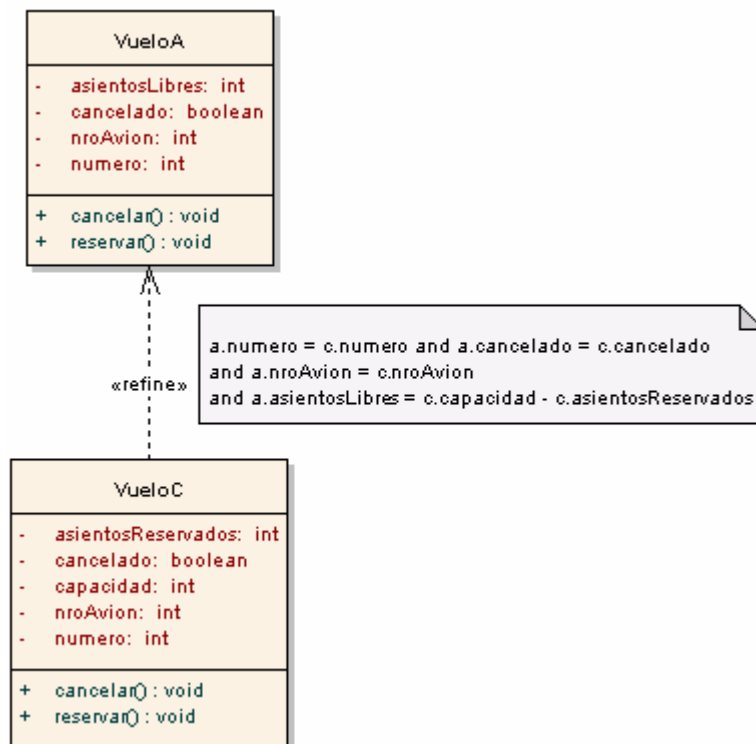 VueloA
- asientosLibres: int
- cancelado: boolean
- nroAvion: int
- numero: int
+ cancelar() : void
+ reservar() : void
a.numero = c.numero and a.cancelado = c.cancelado
and a.nroAvion = c.nroAvion
and a.asientosLibres = c.capacidad - c.asientosReservados
«refine»
VueloC
- asientosReservados: int
- cancelado: boolean
- capacidad: int
- nroAvion: int
- numero: int
+ cancelar() : void
+ reservar() : void